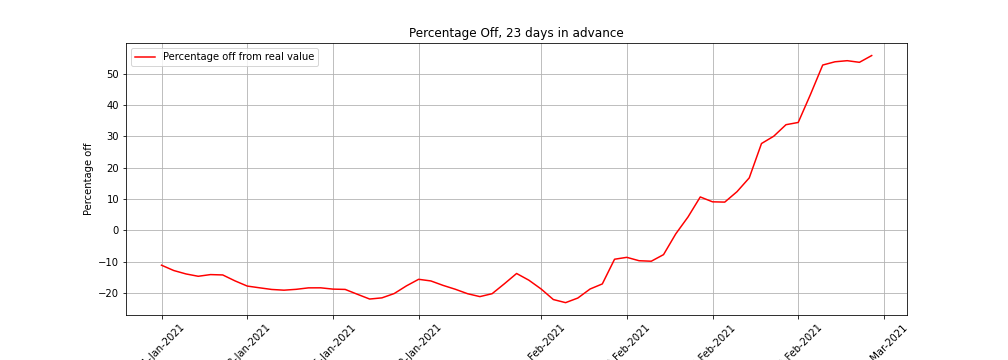 Percentage Off, 23 days in advance
Percentage off from real value
50
40
30
20
10
0
−10
−20
Percentage off
-Jan-2021
-Jan-2021
-Jan-2021
-Jan-2021
Feb-2021
-Feb-2021
-Feb-2021
-Feb-2021
Mar-2021